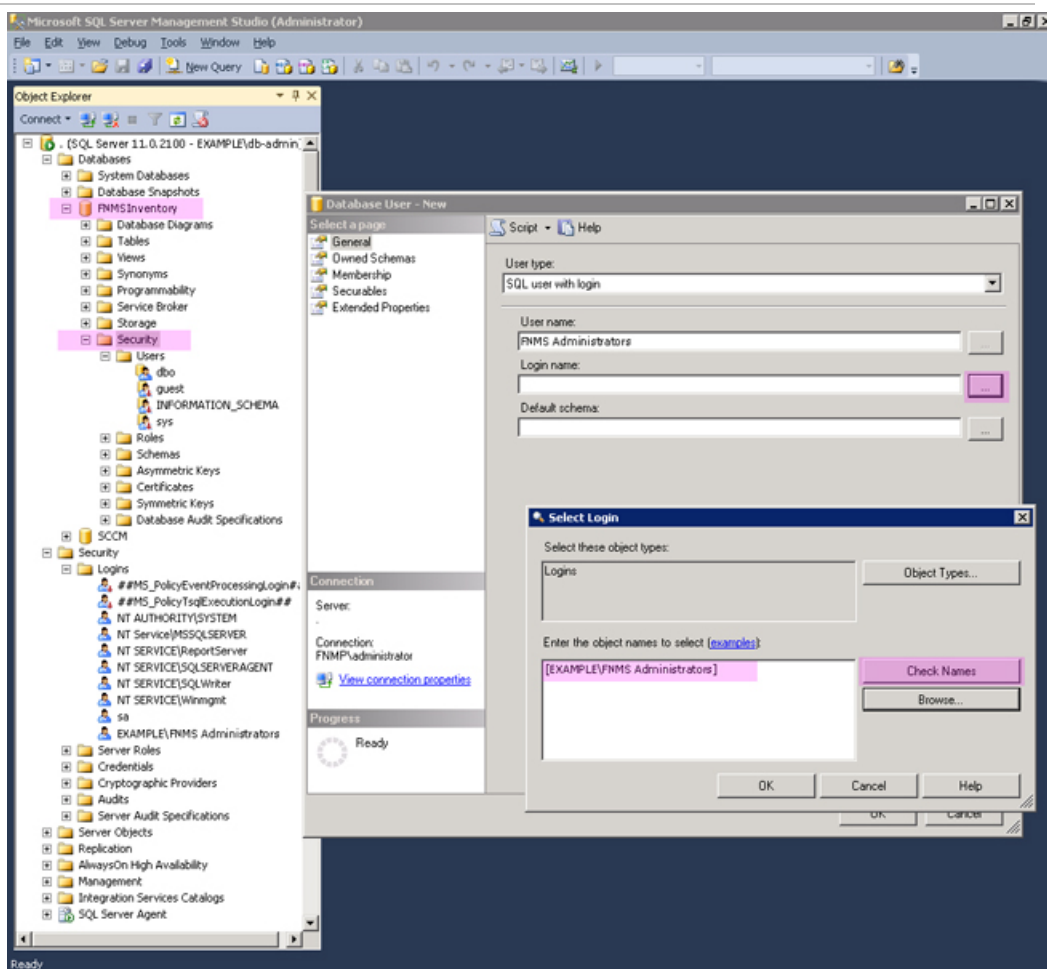 Microsoft SQL Server Management Studio (Administrator)
File Edit View Debug Tools Window Help
New Query
Object Explorer
Connect
. (SQL Server 11.0.2100 - EXAMPLE\db-admin
Databases
System Databases
Database Snapshots
FNMSInventory
Database Diagrams
Tables
Views
Synonyms
Programmability
Service Broker
Storage
Security
Users
dbo
guest
INFORMATION_SCHEMA
sys
Roles
Schemas
Asymmetric Keys
Certificates
Symmetric Keys
Database Audit Specifications
SCCM
Security
Logins
##MS_PolicyEventProcessingLogin#
##MS_PolicyTsqlExecutionLogin##
NT AUTHORITY\SYSTEM
NT Service\MSSQLSERVER
NT SERVICE\ReportServer
NT SERVICE\SQLSERVERAGENT
NT SERVICE\SQLWriter
NT SERVICE\Winmgmt
sa
EXAMPLE\FNMS Administrators
Server Roles
Credentials
Cryptographic Providers
Audits
Server Audit Specifications
Server Objects
Replication
AlwaysOn High Availability
Management
Integration Services Catalogs
SQL Server Agent
Ready
Database User - New
Select a page
General
Owned Schemas
Membership
Securables
Extended Properties
Script Help
User type:
SQL user with login
User name:
FNMS Administrators
...
Login name:
...
Default schema:
...
Connection
Server:
.
Connection:
FNMP\administrator
View connection properties
Progress
Ready
OK Cancel
Select Login
Select these object types:
Logins
Object Types...
Enter the object names to select (examples):
[EXAMPLE\FNMS Administrators]
Check Names
Browse...
OK Cancel Help